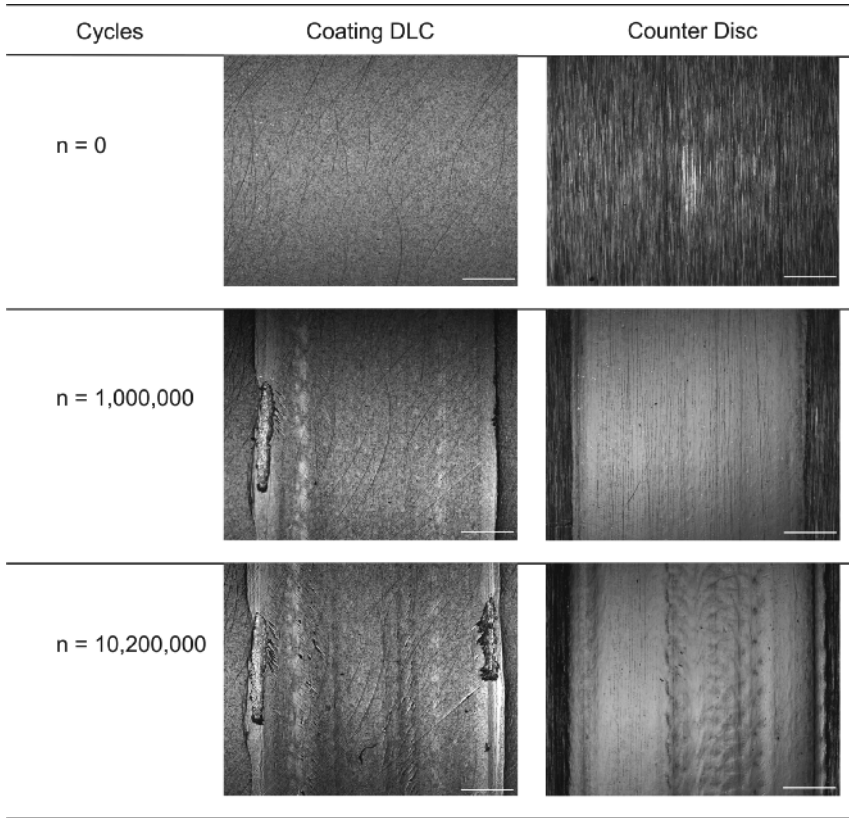 Cycles Coating DLC Counter Disc
n = 0
n = 1,000,000
n = 10,200,000